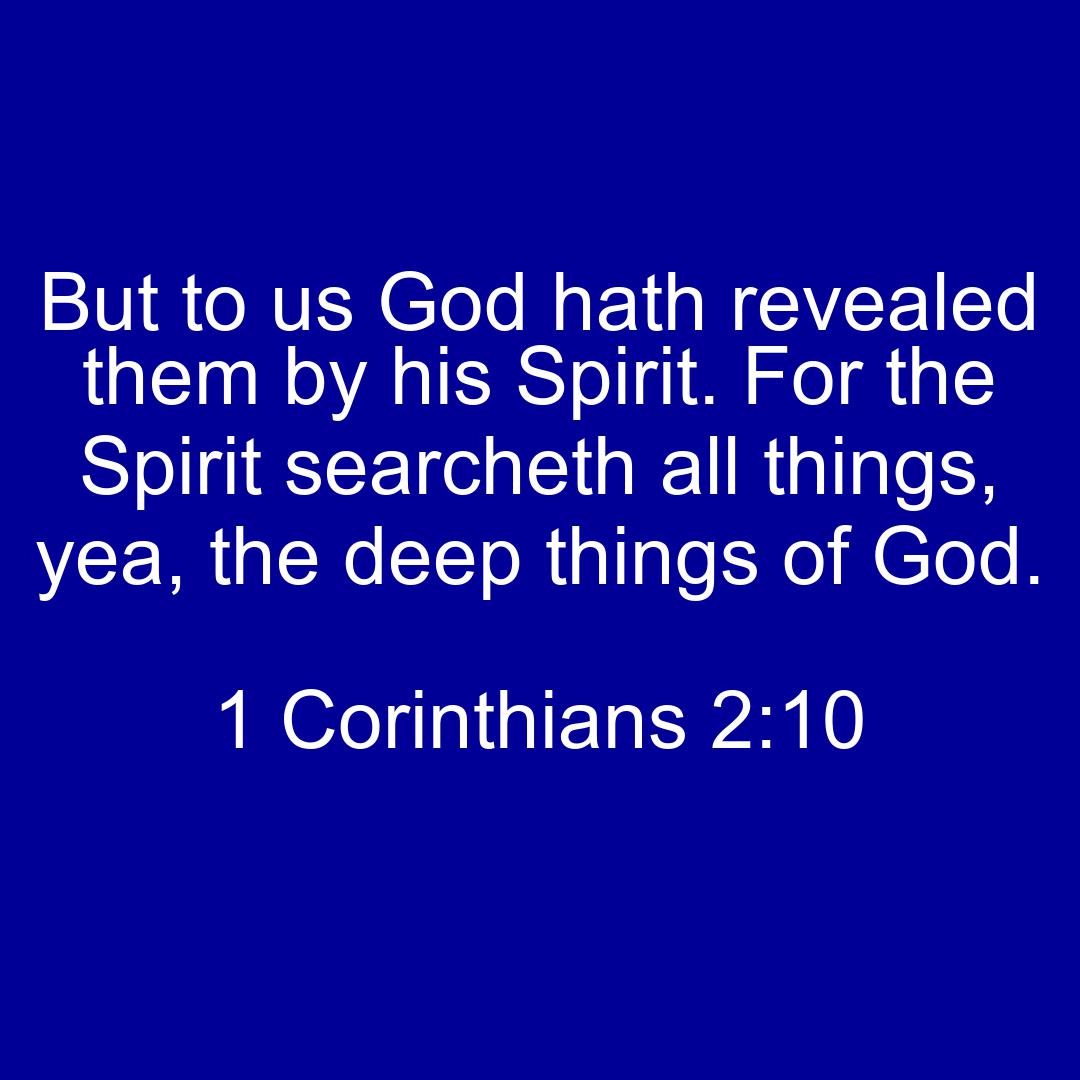 But to us God hath revealed
them by his Spirit. For the
Spirit searcheth all things,
yea, the deep things of God.
1 Corinthians 2:10